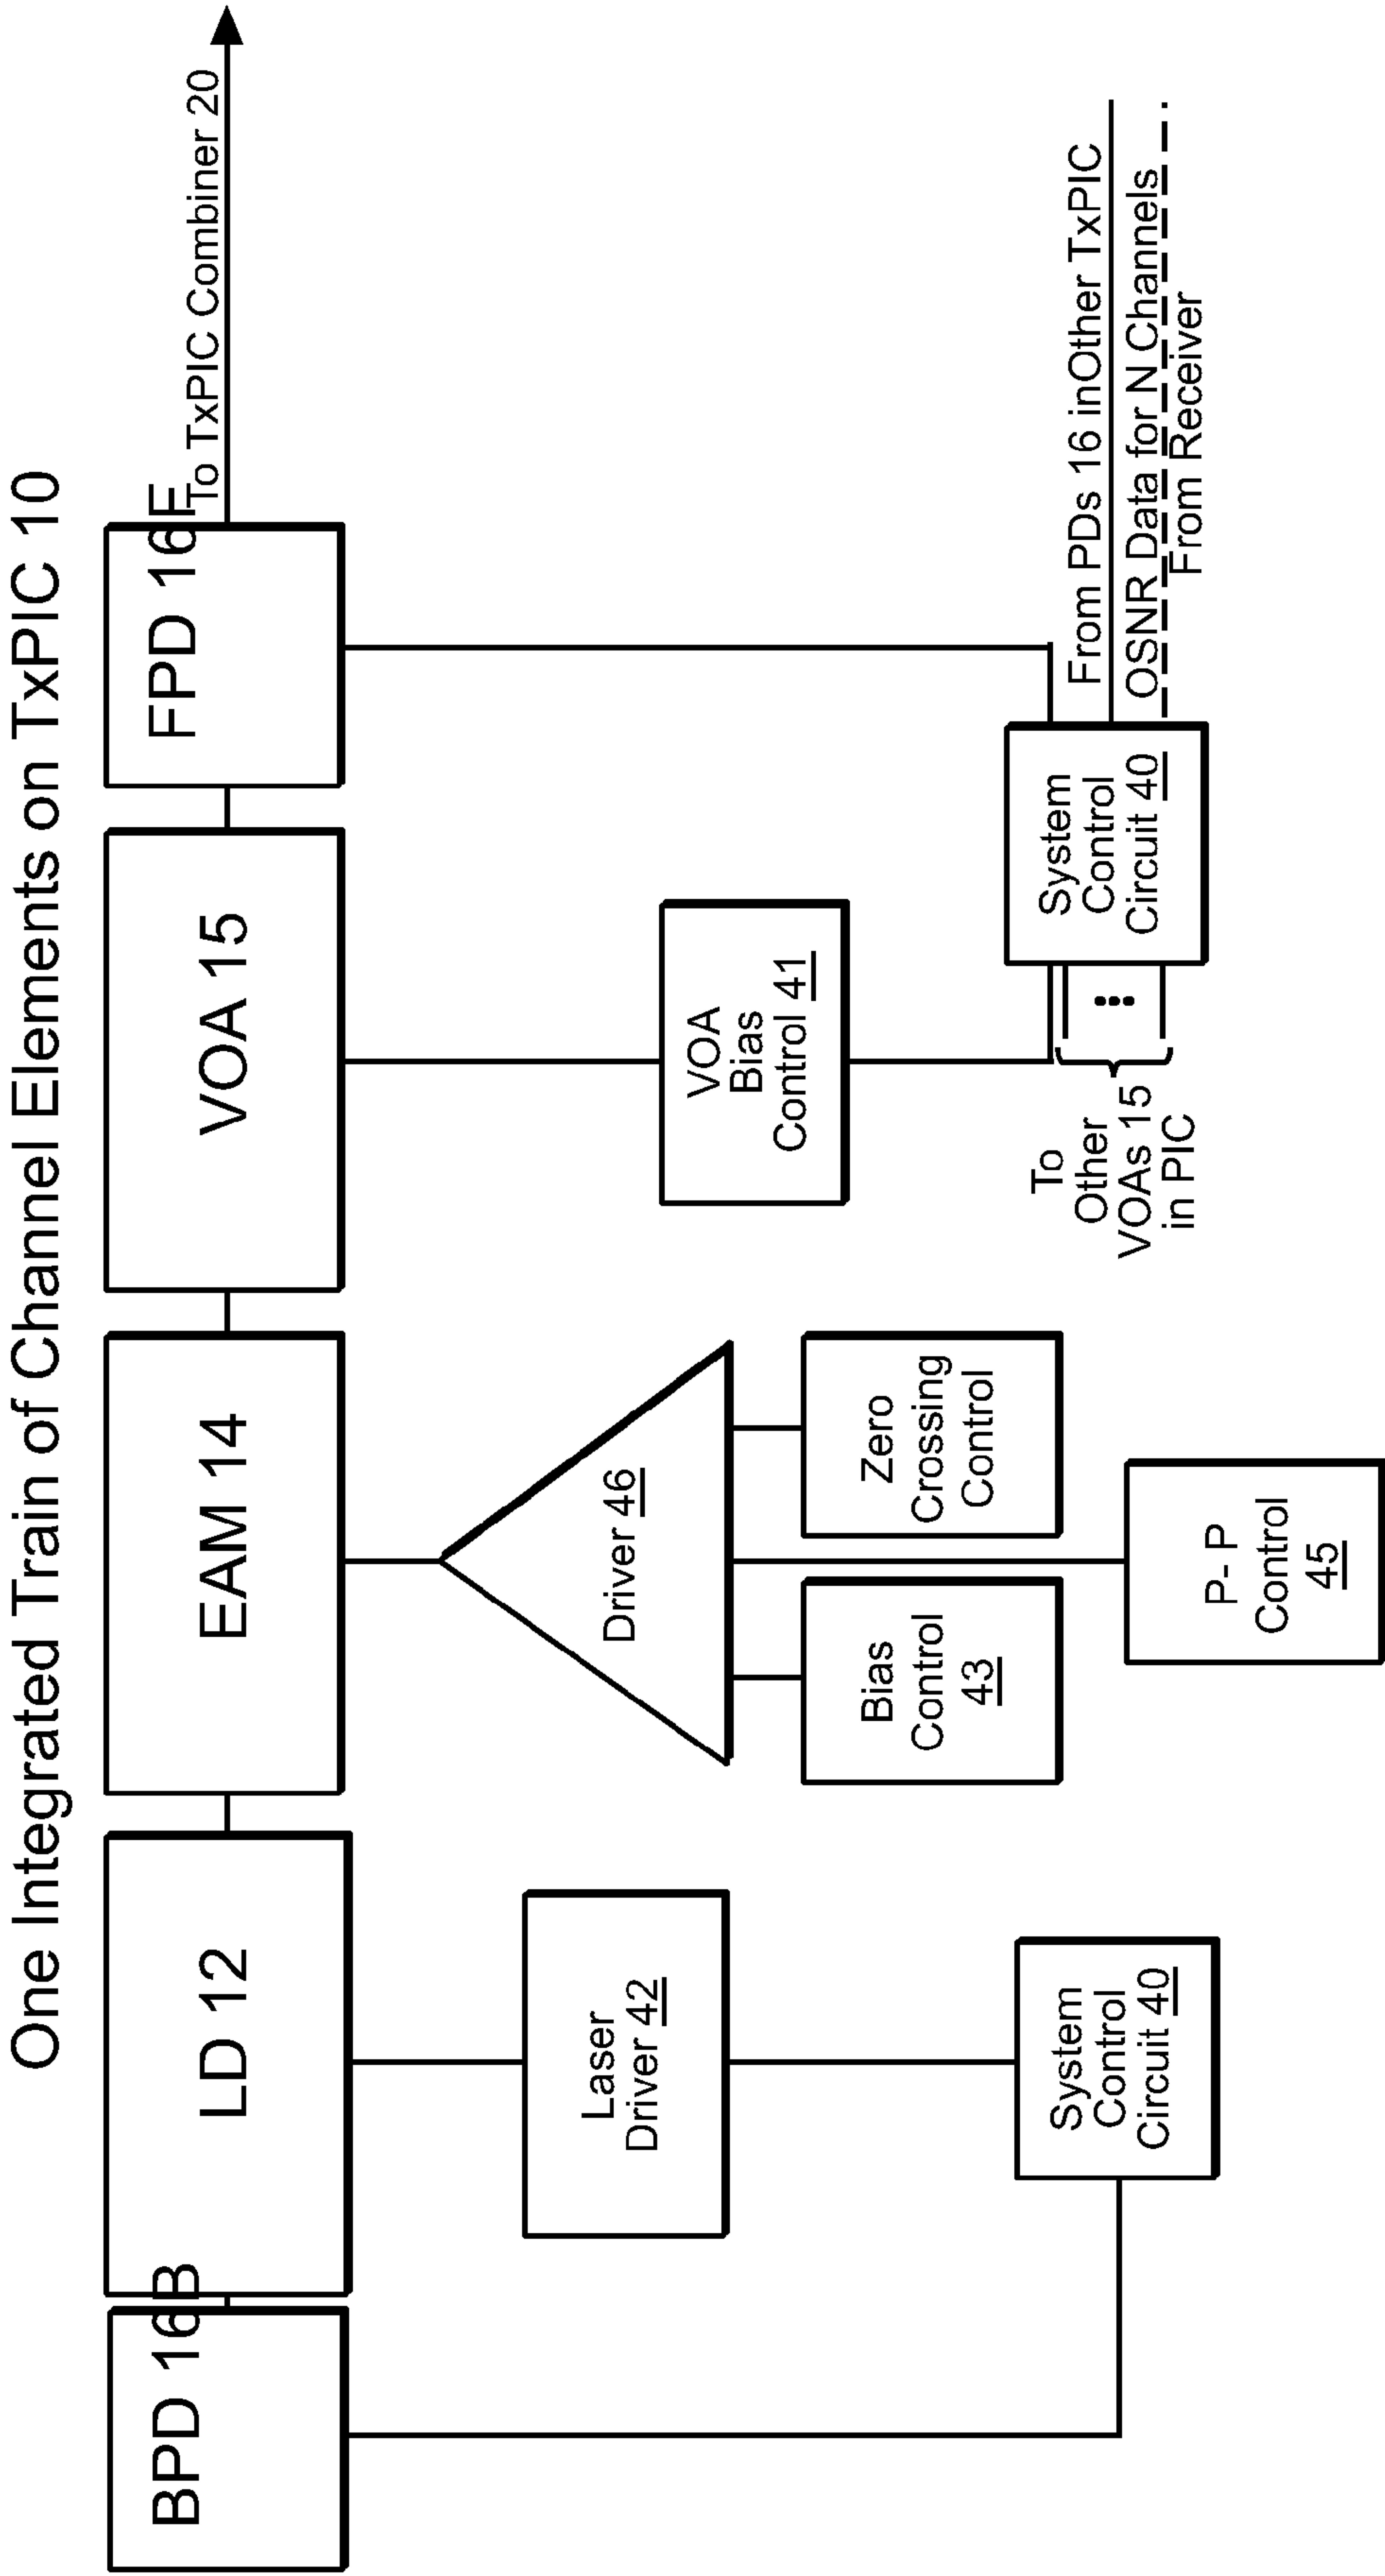 One Integrated Train of Channel Elements on TxPIC 10
BPD 16B
LD 12
EAM 14
VOA 15
FPD 16F
To TxPIC Combiner 20
Laser
Driver 42
System
Control
Circuit 40
Driver 46
Bias
Control
43
Zero
Crossing
Control
P- P
Control
45
VOA
Bias
Control 41
To
Other
VOAs 15
in PIC
...
System
Control
Circuit 40
From PDs 16 inOther TxPIC
OSNR Data for N Channels
From Receiver